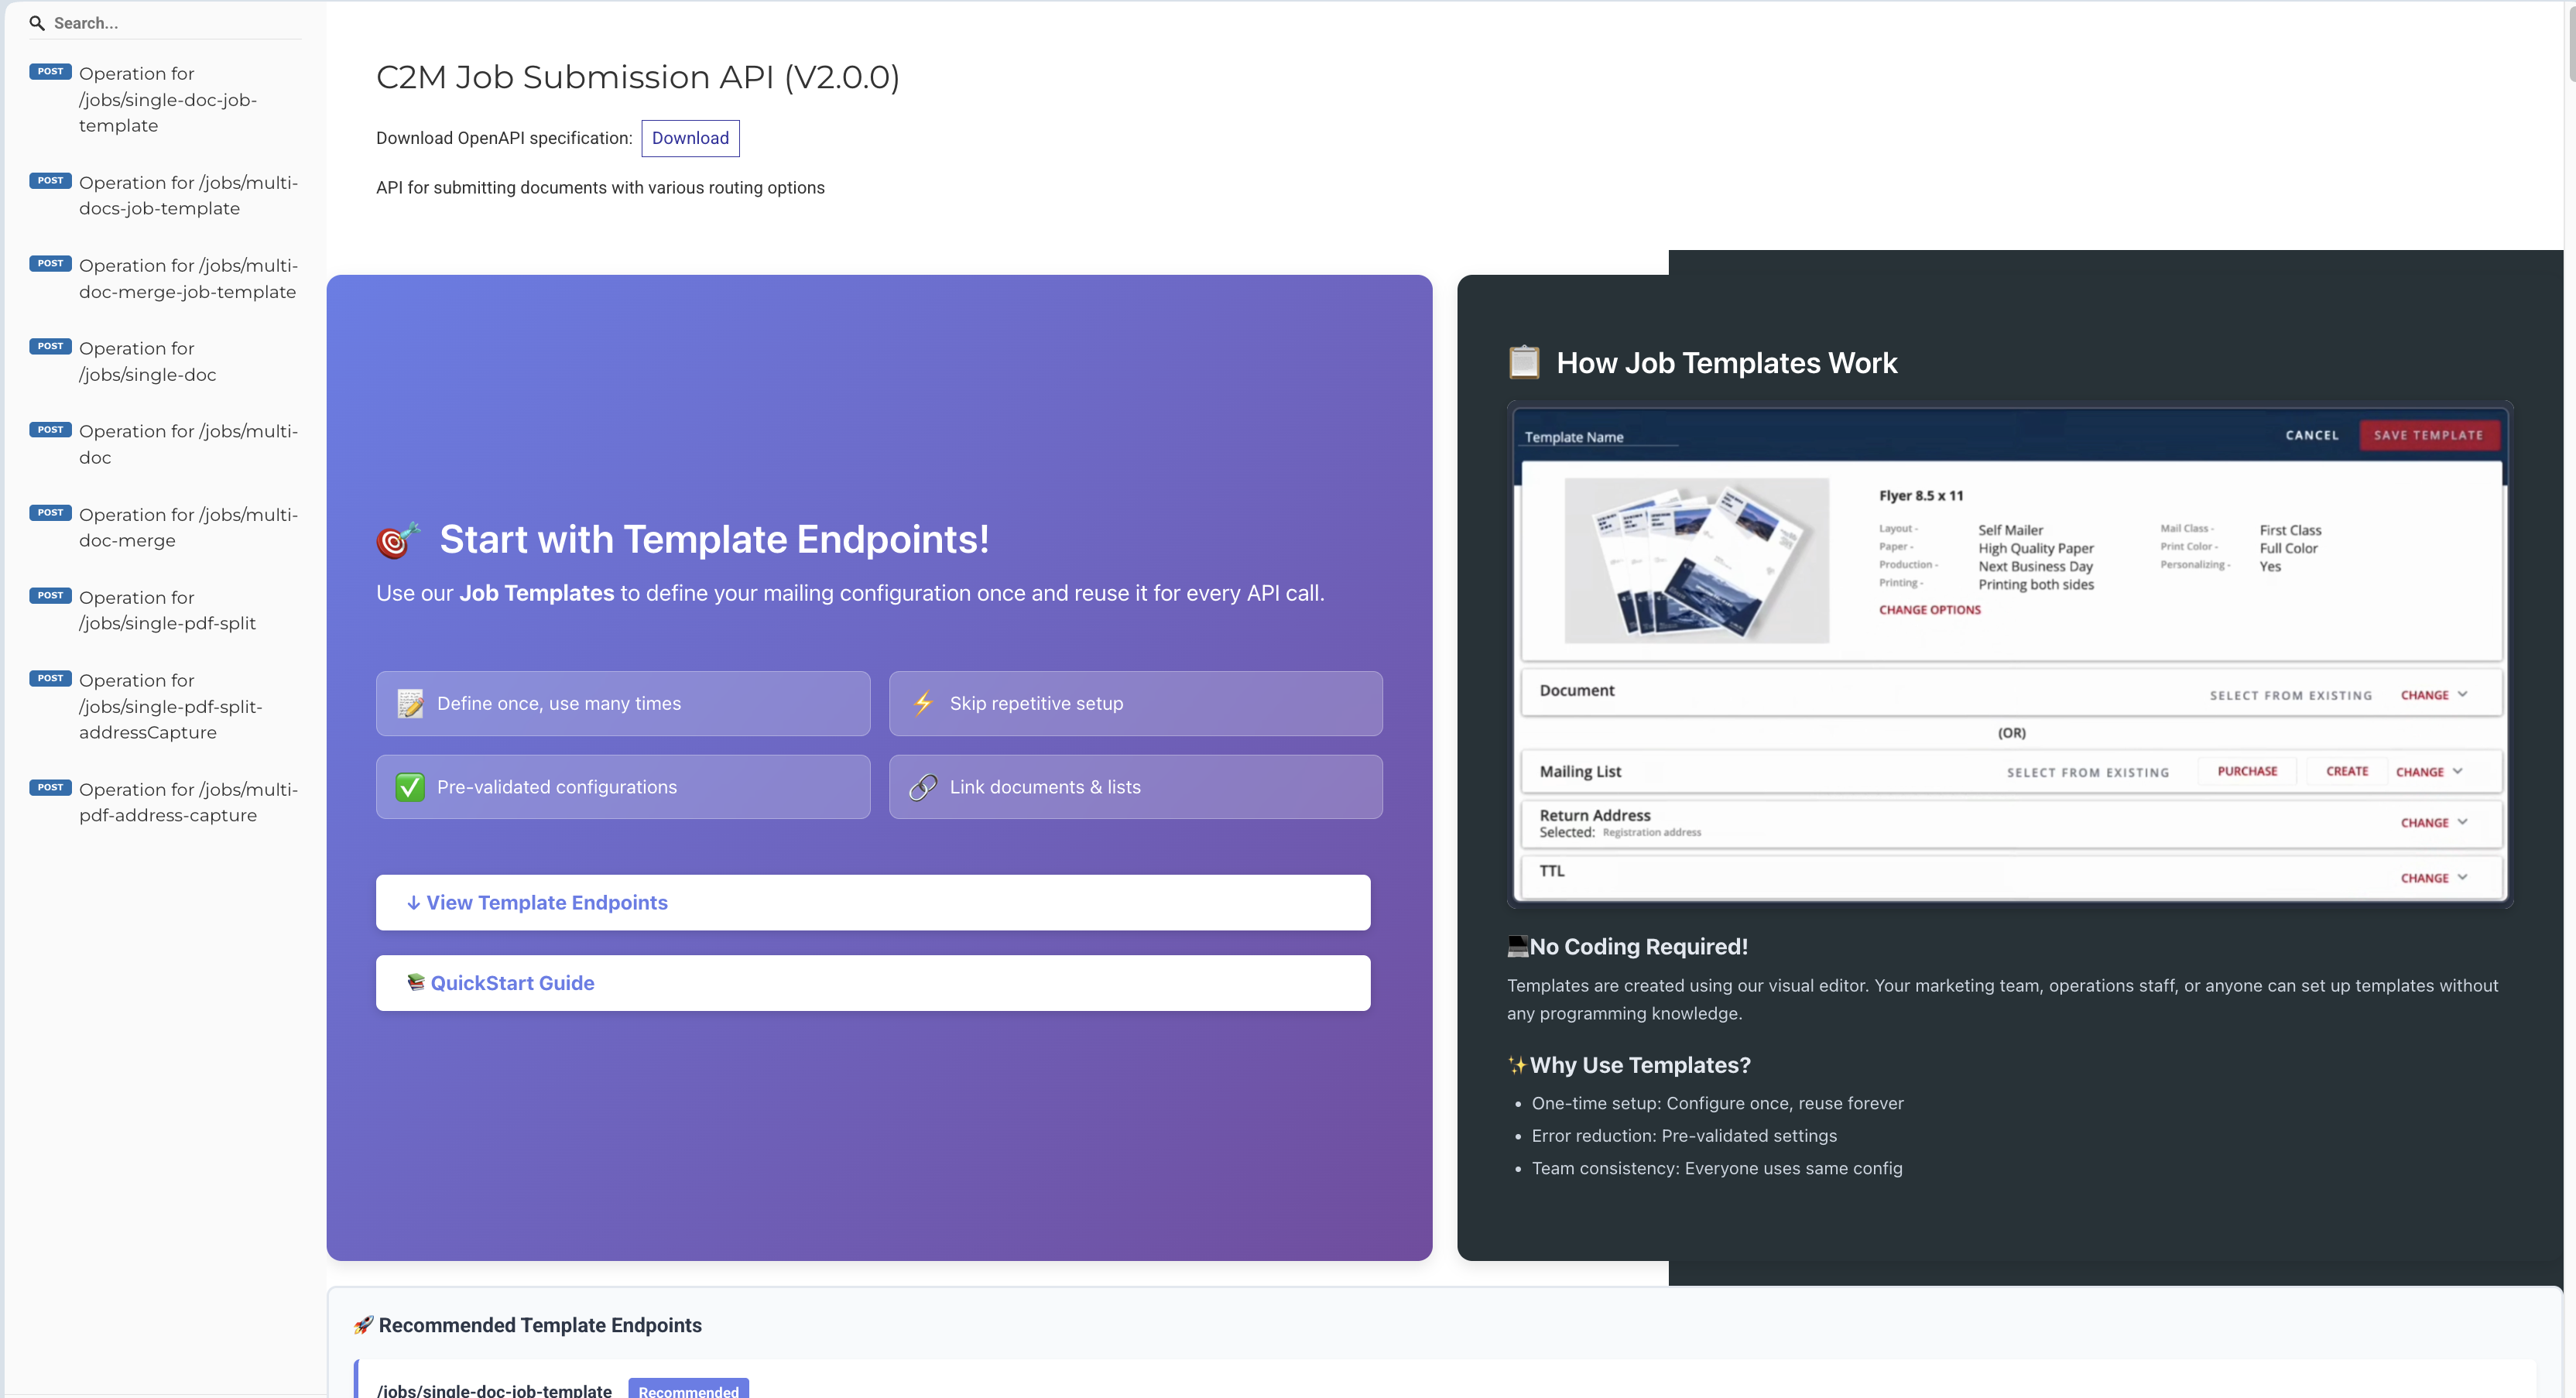 Search...
POST Operation for
/jobs/single-doc-job-
template
POST Operation for /jobs/multi-
docs-job-template
POST Operation for /jobs/multi-
doc-merge-job-template
POST Operation for
/jobs/single-doc
POST Operation for /jobs/multi-
doc
POST Operation for /jobs/multi-
doc-merge
POST Operation for
/jobs/single-pdf-split
POST Operation for
/jobs/single-pdf-split-
addressCapture
POST Operation for /jobs/multi-
pdf-address-capture
C2M Job Submission API (V2.0.0)
Download OpenAPI specification: Download
API for submitting documents with various routing options
Start with Template Endpoints!
Use our Job Templates to define your mailing configuration once and reuse it for every API call.
Define once, use many times
Skip repetitive setup
Pre-validated configurations
Link documents & lists
↓ View Template Endpoints
QuickStart Guide
How Job Templates Work
Template Name CANCEL SAVE TEMPLATE
Flyer 8.5 x 11
Layout - Self Mailer Mail Class - First Class
Paper - High Quality Paper Print Color - Full Color
Production - Next Business Day Personalizing - Yes
Printing - Printing both sides
CHANGE OPTIONS
Document SELECT FROM EXISTING CHANGE
(OR)
Mailing List SELECT FROM EXISTING PURCHASE CREATE CHANGE
Return Address
Selected: Registration address CHANGE
TTL CHANGE
No Coding Required!
Templates are created using our visual editor. Your marketing team, operations staff, or anyone can set up templates without
any programming knowledge.
Why Use Templates?
• One-time setup: Configure once, reuse forever
• Error reduction: Pre-validated settings
• Team consistency: Everyone uses same config
Recommended Template Endpoints
/jobs/single-doc-job-template Recommended